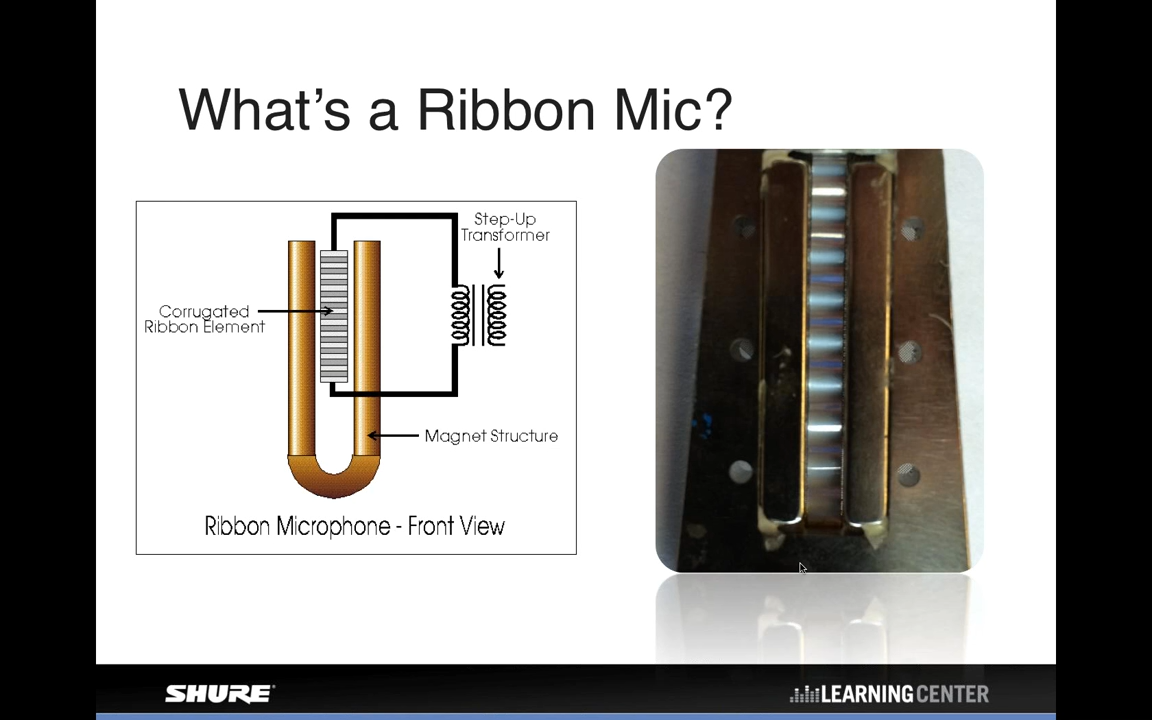 What's a Ribbon Mic?
Step-Up
Transformer
Corrugated
Ribbon Element
Magnet Structure
Ribbon Microphone - Front View
SHURE
LEARNING CENTER